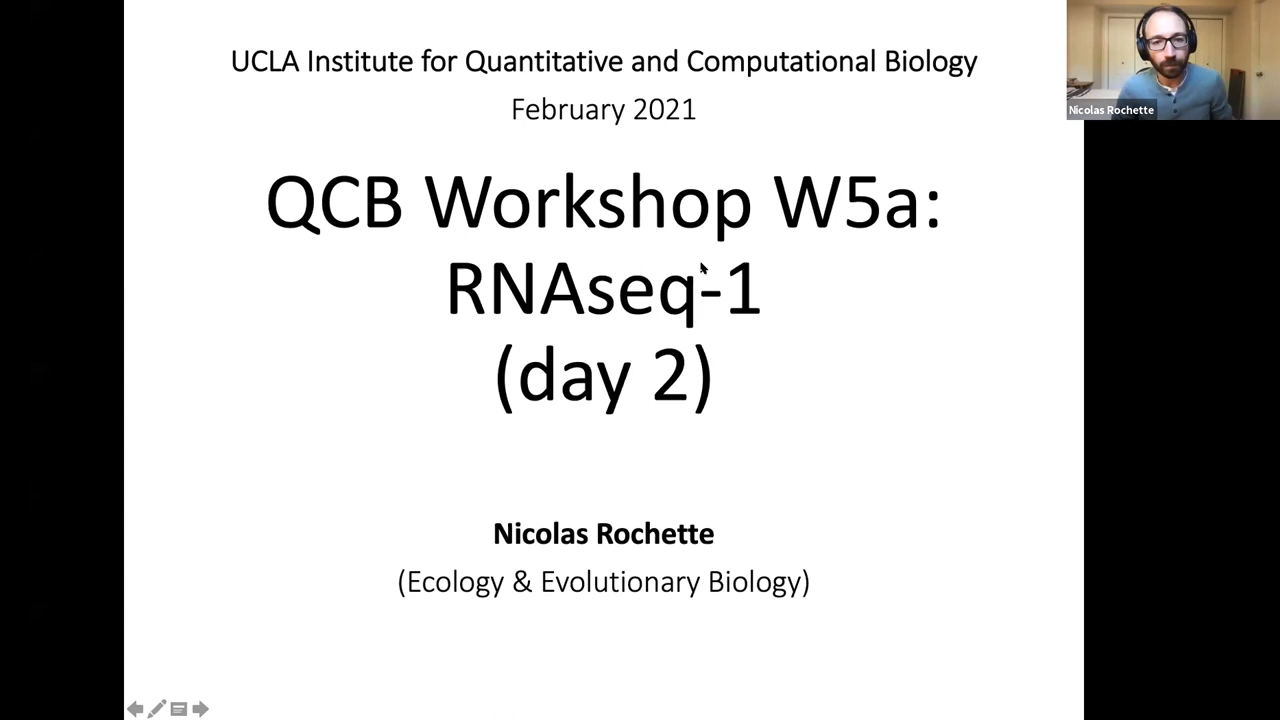 UCLA Institute for Quantitative and Computational Biology
February 2021
QCB Workshop W5a:
RNAseq-1
(day 2)
Nicolas Rochette
(Ecology & Evolutionary Biology)
Nicolas Rochette